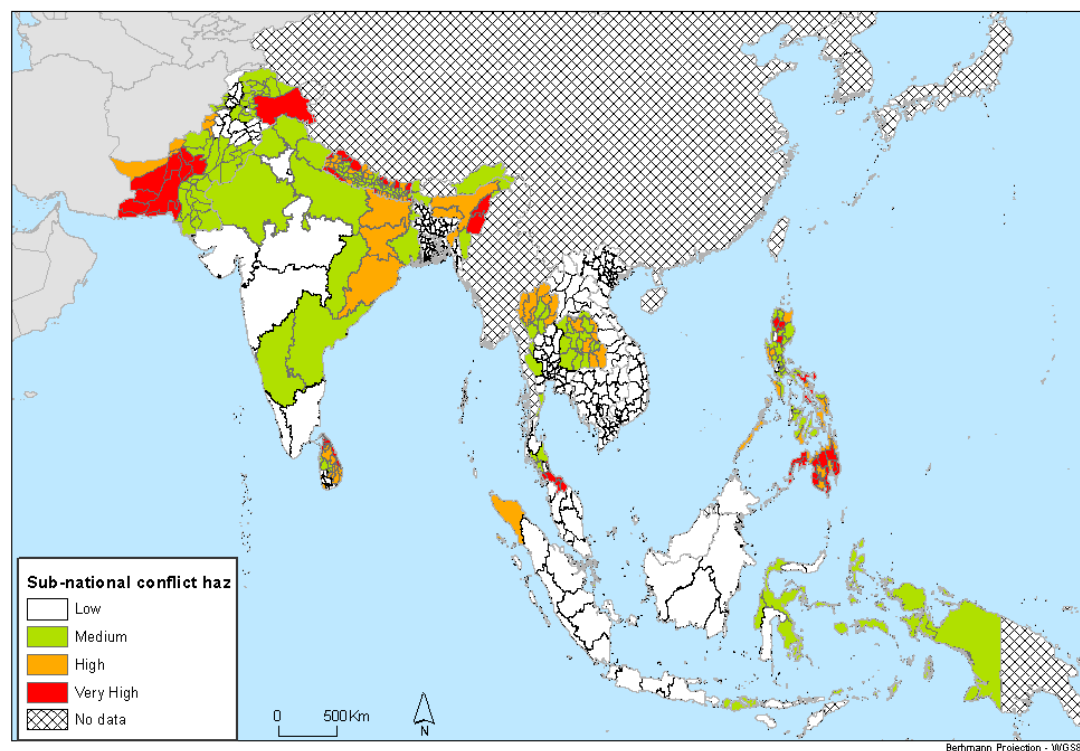 Sub-national conflict haz
Low
Medium
High
Very High
No data
0 500Km
N
Berhmann Projection - WGS8